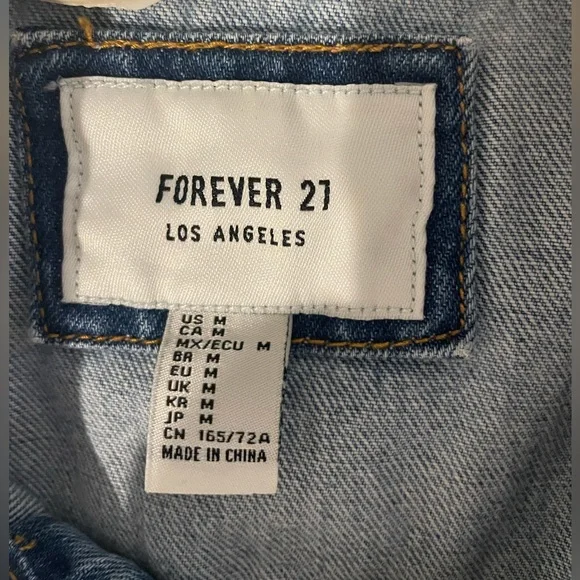 FOREVER 21
LOS ANGELES
US M
CA M
MX/ECU M
BR M
EU M
UK M
KR M
JP M
CN 165/72A
MADE IN CHINA